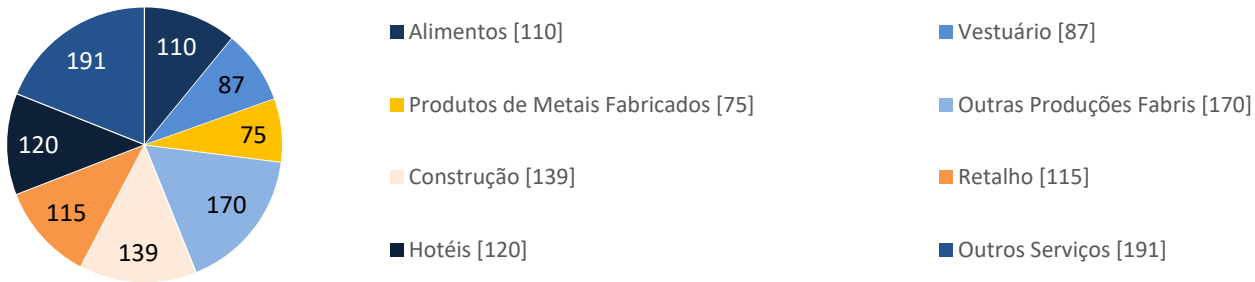 110
87
75
170
139
115
120
191
Alimentos [110]
Vestuário [87]
Produtos de Metais Fabricados [75]
Outras Produções Fabris [170]
Construção [139]
Retalho [115]
Hotéis [120]
Outros Serviços [191]